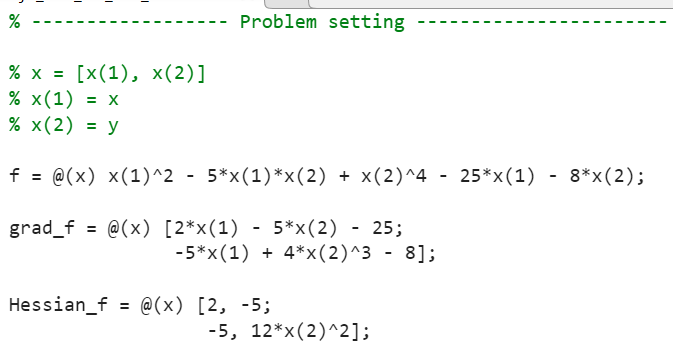 % ------------------ Problem setting -----------------------
% x = [x(1), x(2)]
% x(1) = x
% x(2) = y
f = @(x) x(1)^2 - 5*x(1)*x(2) + x(2)^4 - 25*x(1) - 8*x(2);
grad_f = @(x) [2*x(1) - 5*x(2) - 25;
-5*x(1) + 4*x(2)^3 - 8];
Hessian_f = @(x) [2, -5;
-5, 12*x(2)^2];